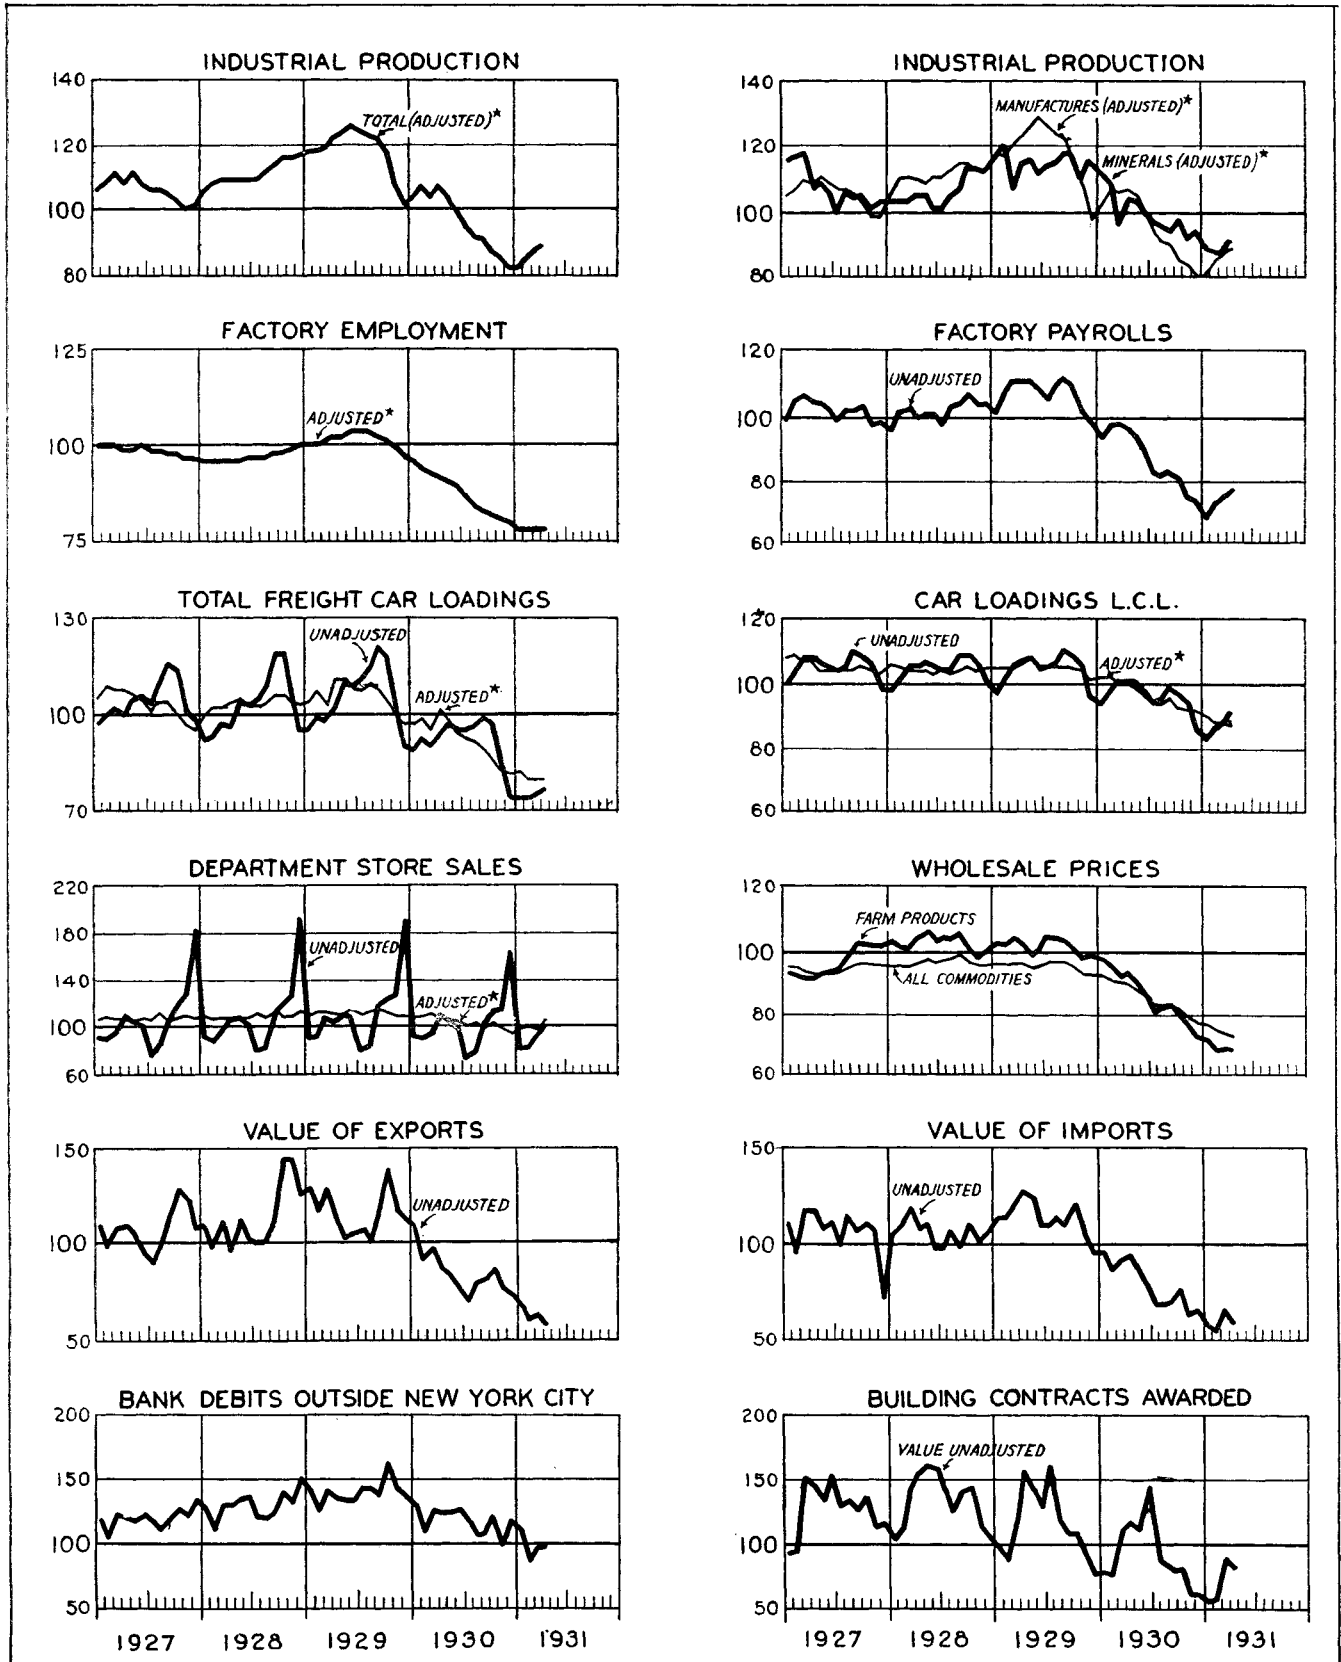 INDUSTRIAL PRODUCTION
140
120
100
80
TOTAL (ADJUSTED)*
INDUSTRIAL PRODUCTION
140
120
100
80
MANUFACTURES (ADJUSTED)*
MINERALS (ADJUSTED)*
FACTORY EMPLOYMENT
125
100
75
ADJUSTED*
FACTORY PAYROLLS
120
100
80
60
UNADJUSTED
TOTAL FREIGHT CAR LOADINGS
130
100
70
UNADJUSTED
ADJUSTED*
CAR LOADINGS L.C.L.
120
100
80
60
UNADJUSTED
ADJUSTED*
DEPARTMENT STORE SALES
220
180
140
100
60
UNADJUSTED
ADJUSTED*
WHOLESALE PRICES
120
100
80
60
FARM PRODUCTS
ALL COMMODITIES
VALUE OF EXPORTS
150
100
50
UNADJUSTED
VALUE OF IMPORTS
150
100
50
UNADJUSTED
BANK DEBITS OUTSIDE NEW YORK CITY
200
150
100
50
1927 1928 1929 1930 1931
BUILDING CONTRACTS AWARDED
200
150
100
50
VALUE UNADJUSTED
1927 1928 1929 1930 1931